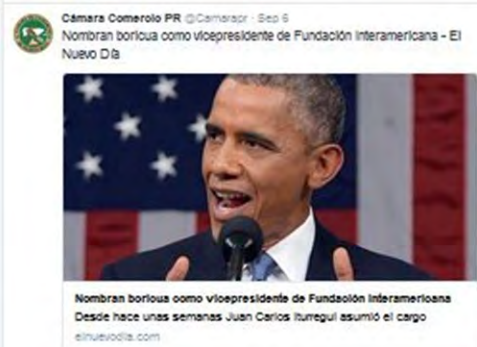 Cámara Comercio PR @Camarapr · Sep 6
Nombran boricua como vicepresidente de Fundación Interamericana - El
Nuevo Día
Nombran boricua como vicepresidente de Fundación Interamericana
Desde hace unas semanas Juan Carlos Iturregui asumió el cargo
elnuevodia.com